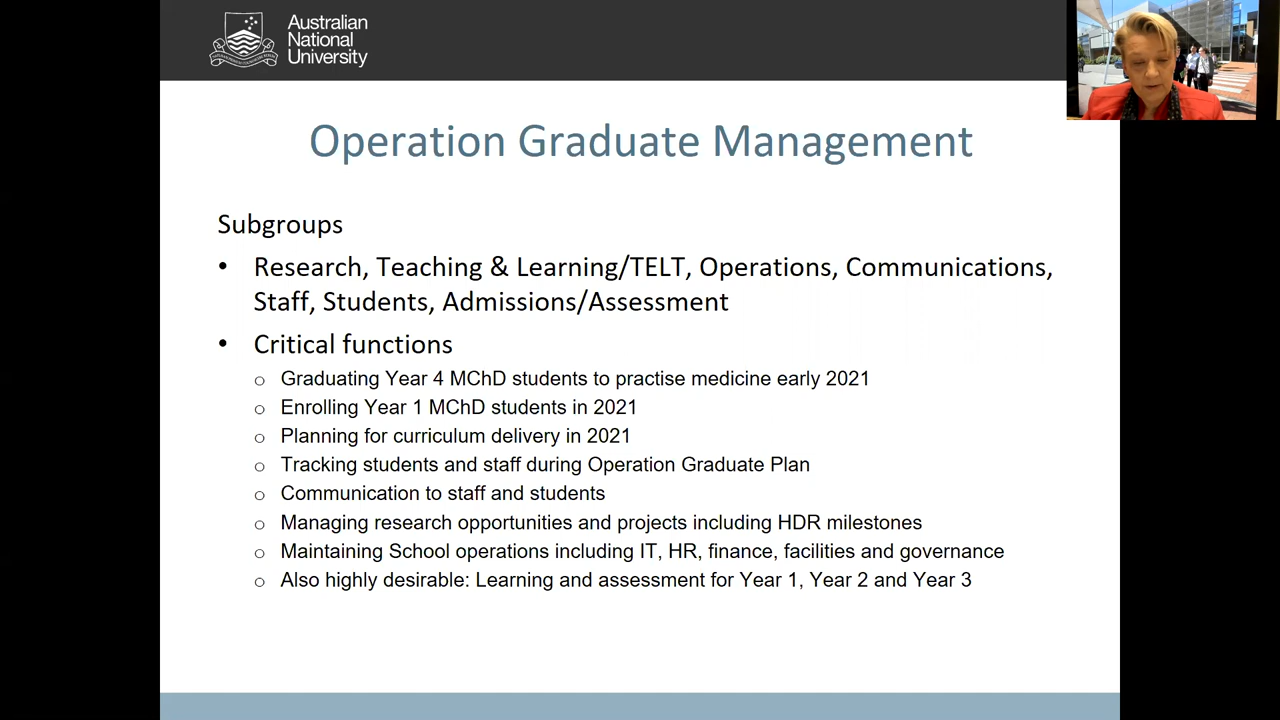 Australian
National
University
Operation Graduate Management
Subgroups
• Research, Teaching & Learning/TELT, Operations, Communications,
Staff, Students, Admissions/Assessment
• Critical functions
o Graduating Year 4 MChD students to practise medicine early 2021
o Enrolling Year 1 MChD students in 2021
o Planning for curriculum delivery in 2021
o Tracking students and staff during Operation Graduate Plan
o Communication to staff and students
o Managing research opportunities and projects including HDR milestones
o Maintaining School operations including IT, HR, finance, facilities and governance
o Also highly desirable: Learning and assessment for Year 1, Year 2 and Year 3